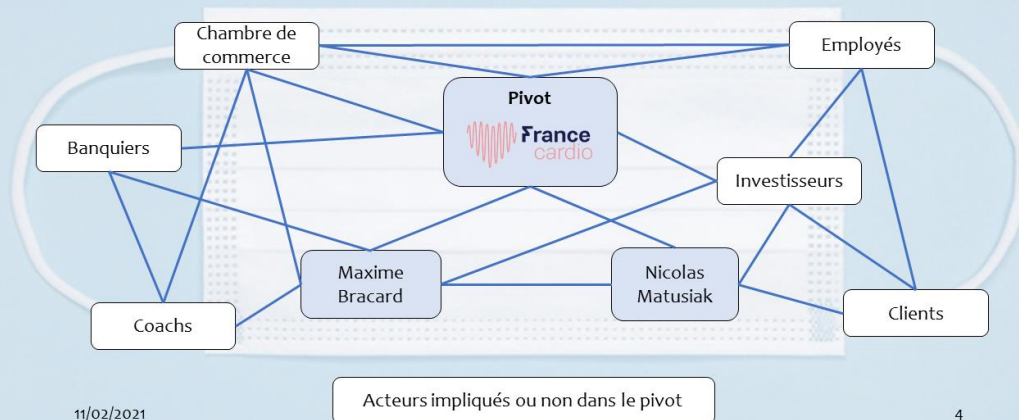 Chambre de
commerce
Employés
Pivot
France
cardio
Banquiers
Investisseurs
Maxime
Bracard
Nicolas
Matusiak
Coachs
Clients
Acteurs impliqués ou non dans le pivot
11/02/2021
4